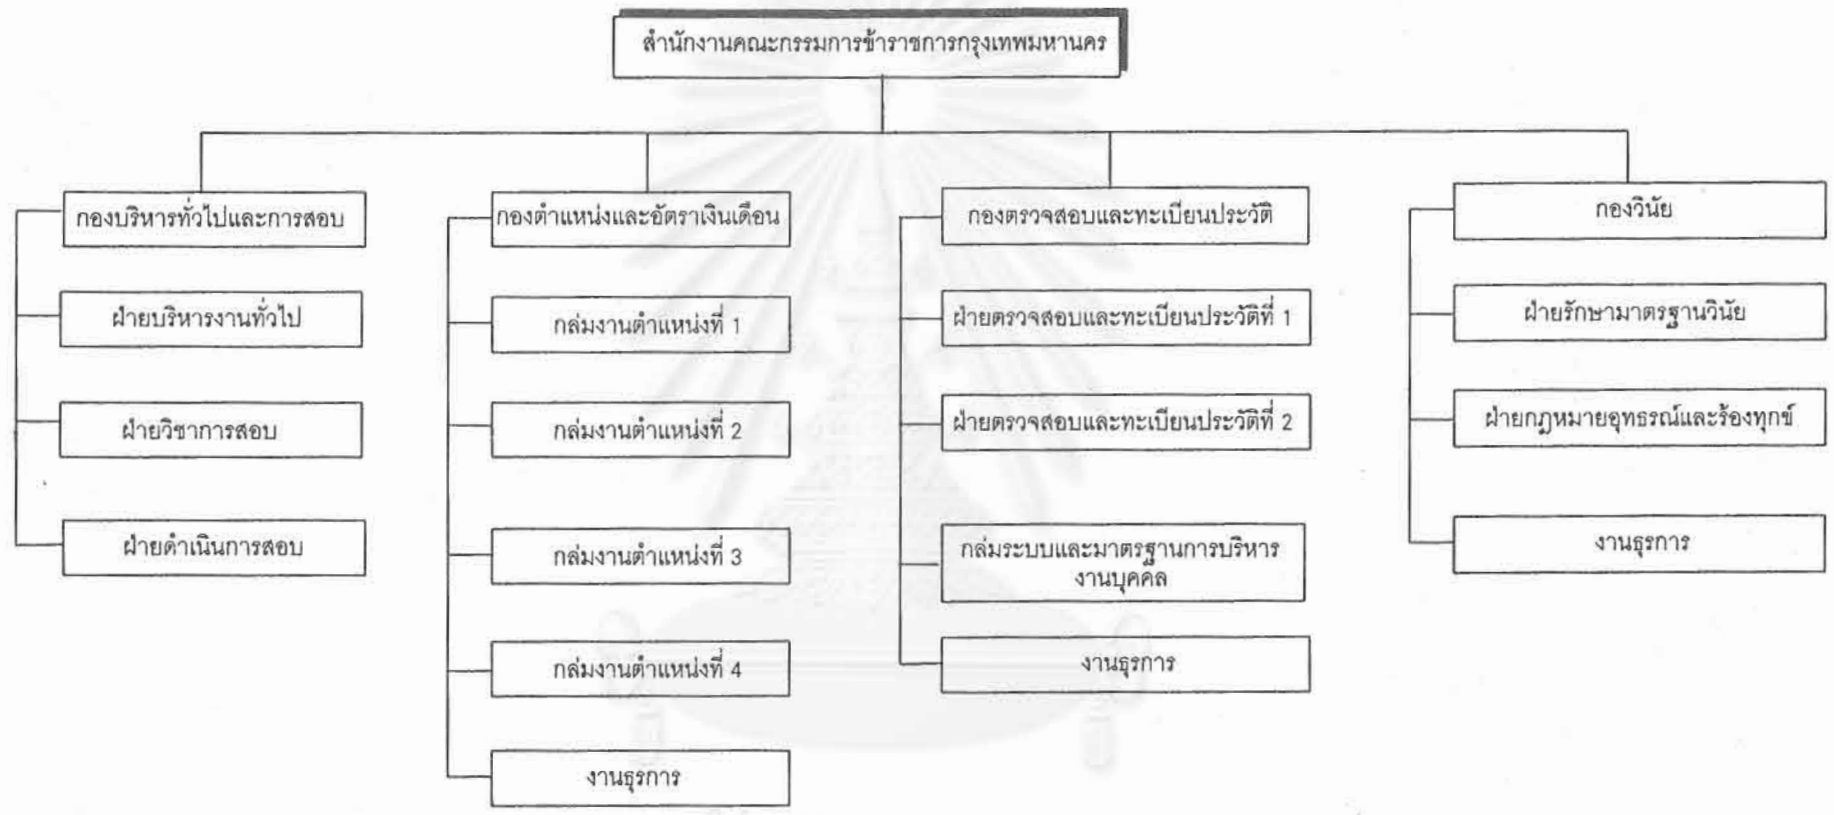 สำนักงานคณะกรรมการข้าราชการกรุงเทพมหานคร
กองบริหารทั่วไปและการสอบ
ฝ่ายบริหารงานทั่วไป
ฝ่ายวิชาการสอบ
ฝ่ายดำเนินการสอบ
กองตำแหน่งและอัตราเงินเดือน
กลุ่มงานตำแหน่งที่ 1
กลุ่มงานตำแหน่งที่ 2
กลุ่มงานตำแหน่งที่ 3
กลุ่มงานตำแหน่งที่ 4
งานธุรการ
กองตรวจสอบและทะเบียนประวัติ
ฝ่ายตรวจสอบและทะเบียนประวัติที่ 1
ฝ่ายตรวจสอบและทะเบียนประวัติที่ 2
กลุ่มระบบและมาตรฐานการบริหาร
งานบุคคล
งานธุรการ
กองวินัย
ฝ่ายรักษามาตรฐานวินัย
ฝ่ายกฎหมายอุทธรณ์และร้องทุกข์
งานธุรการ